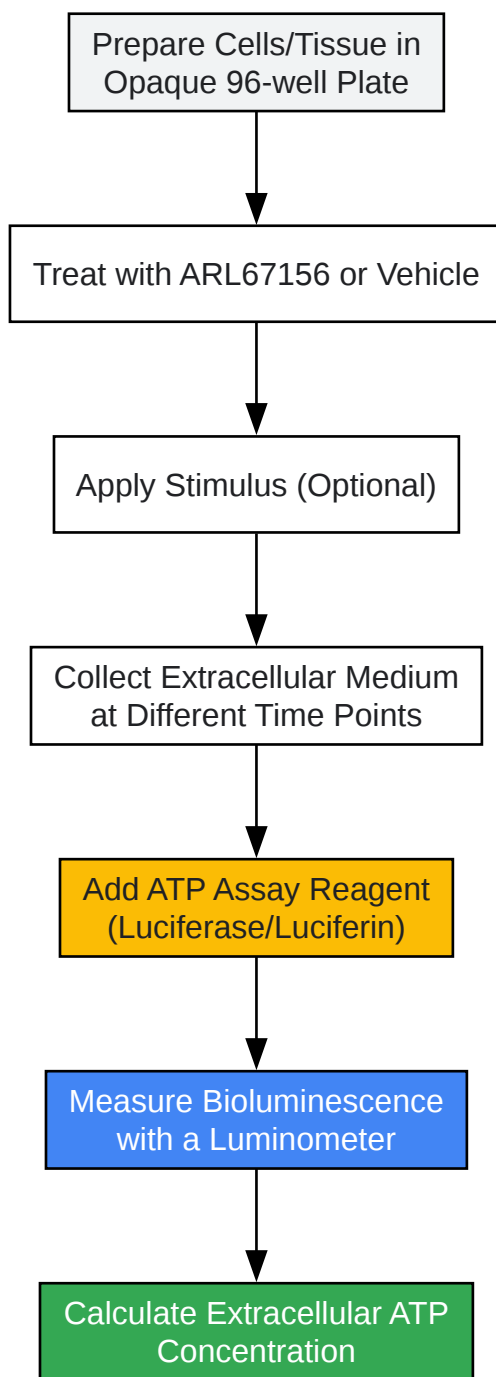 Prepare Cells/Tissue in
Opaque 96-well Plate
Treat with ARL67156 or Vehicle
Apply Stimulus (Optional)
Collect Extracellular Medium
at Different Time Points
Add ATP Assay Reagent
(Luciferase/Luciferin)
Measure Bioluminescence
with a Luminometer
Calculate Extracellular ATP
Concentration